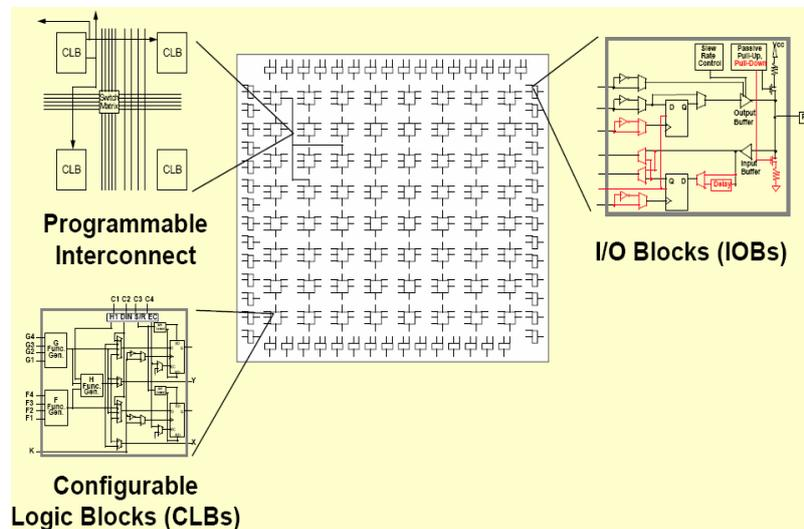 CLB
CLB
Switch
Matrix
CLB
CLB
Programmable
Interconnect
Slew
Rate
Control
Passive
Pull-Up,
Pull-Down
Vcc
D Q
Output
Buffer
Input
Buffer
Q D
Delay
I/O Blocks (IOBs)
C1 C2 C3 C4
H1 DIN S/R EC
G4
G3
G2
G1
G
Func.
Gen.
H
Func.
Gen.
F4
F3
F2
F1
F
Func.
Gen.
K
Y
X
Configurable
Logic Blocks (CLBs)